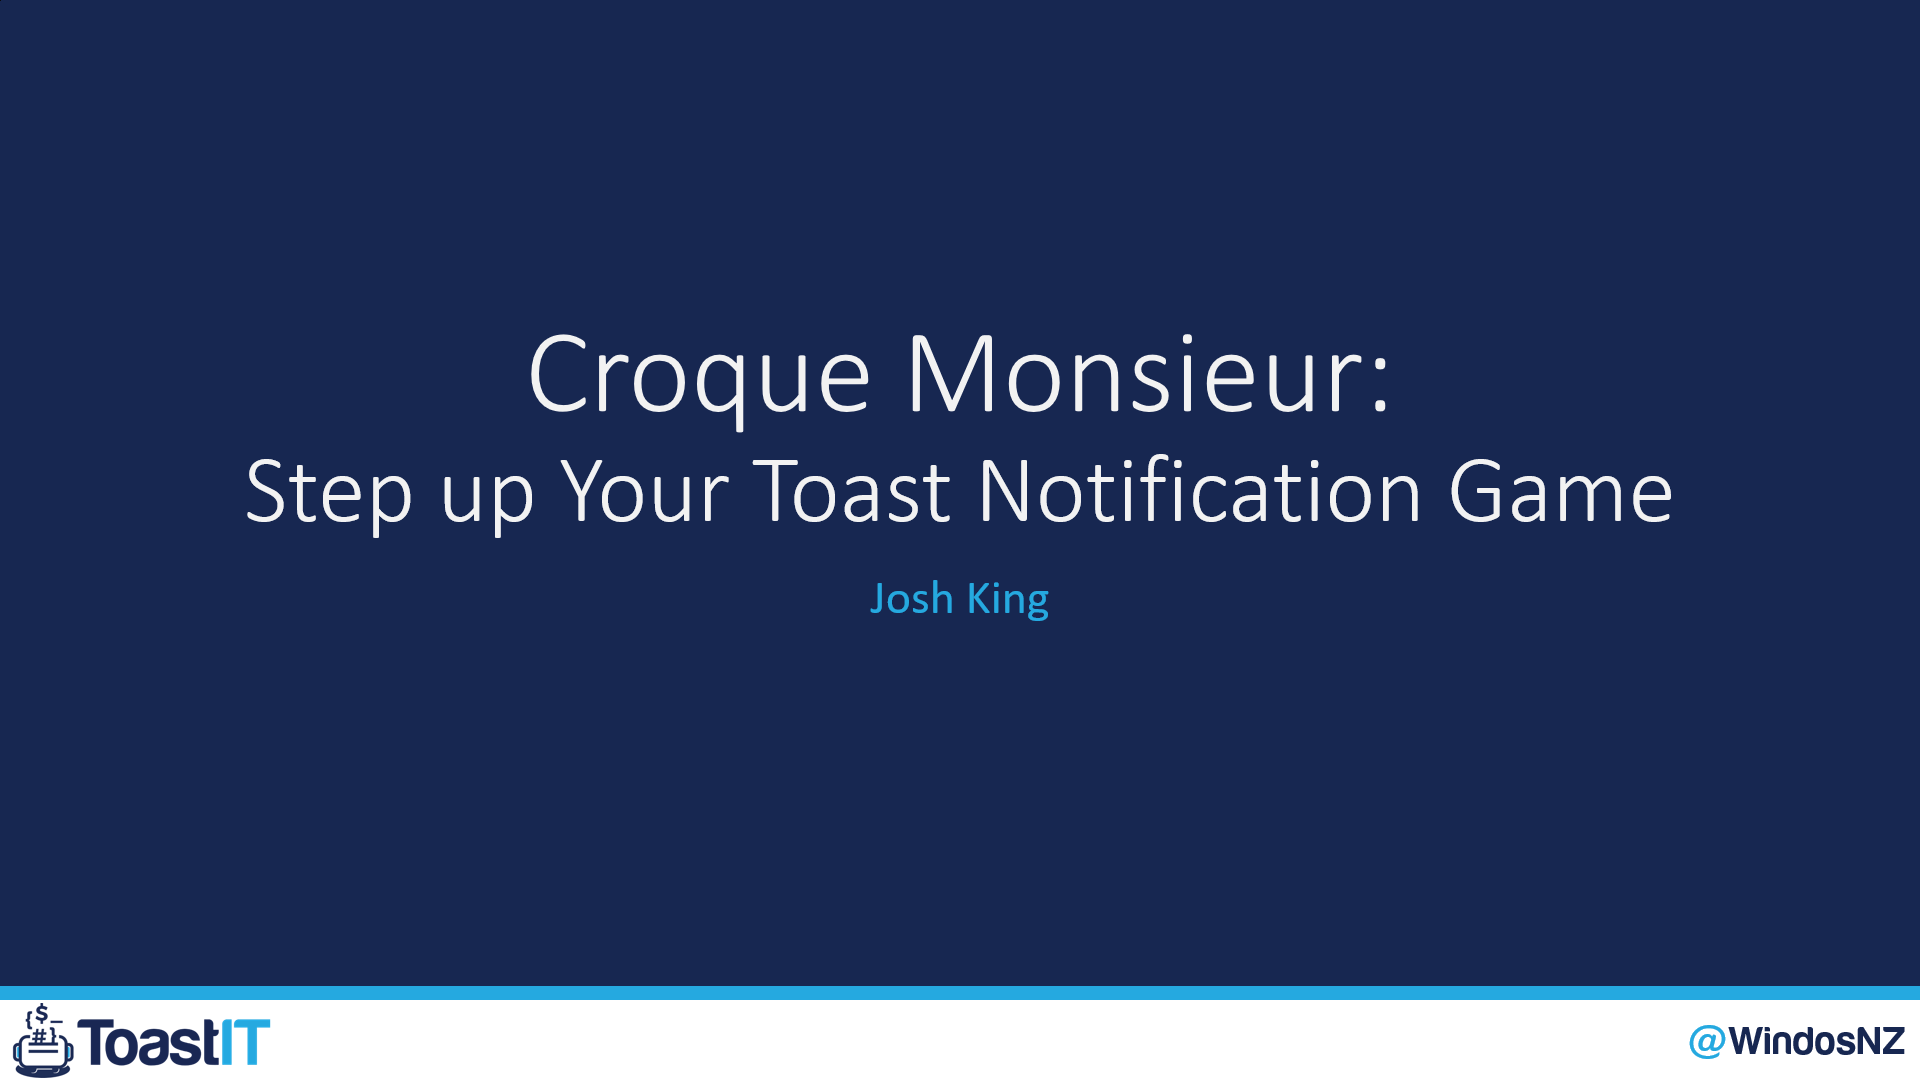 Croque Monsieur:
Step up Your Toast Notification Game
Josh King
{$_
#}
ToastIT
@WindosNZ